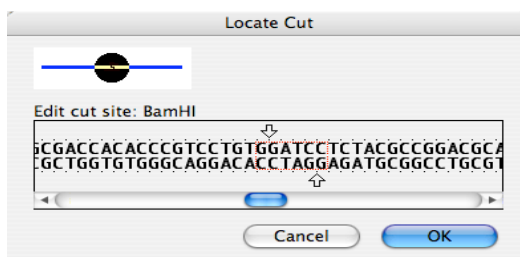 Locate Cut
Edit cut site: BamHI
GCGACCACACCCGTCCTGTGGATCCTCTACGCCGGACGCA
CGCTGGTGTGGGCAGGACACCTAGGAGATGCGGCCTGCGT
Cancel
OK